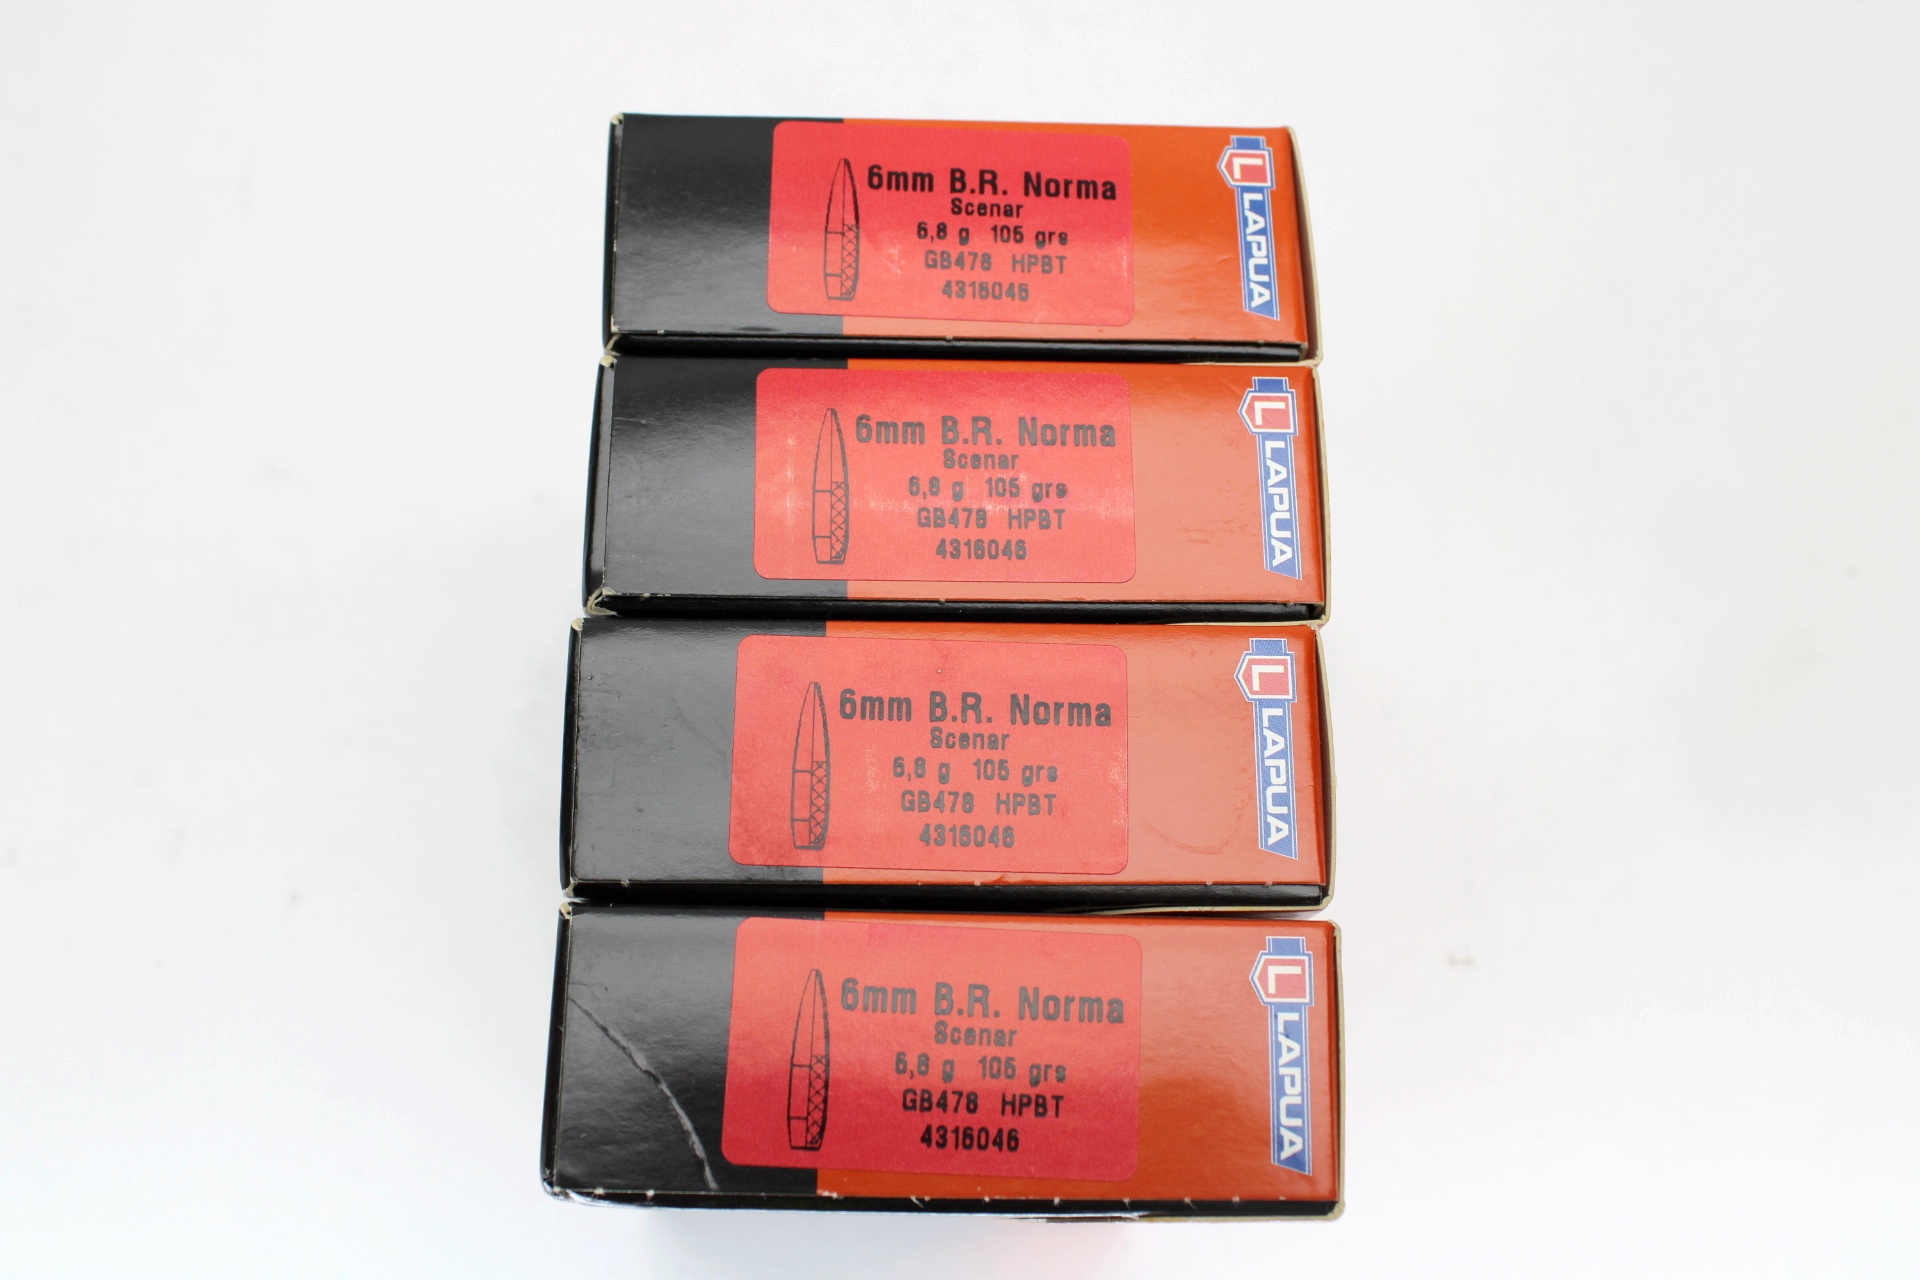 6mm B.R. Norma
Scenar
6,8 g 105 grs
GB478 HPBT
4316046
L LAPUA
6mm B.R. Norma
Scenar
6,8 g 105 grs
GB478 HPBT
4316046
L LAPUA
6mm B.R. Norma
Scenar
6,8 g 105 grs
GB478 HPBT
4316046
L LAPUA
6mm B.R. Norma
Scenar
6,8 g 105 grs
GB478 HPBT
4316046
L LAPUA